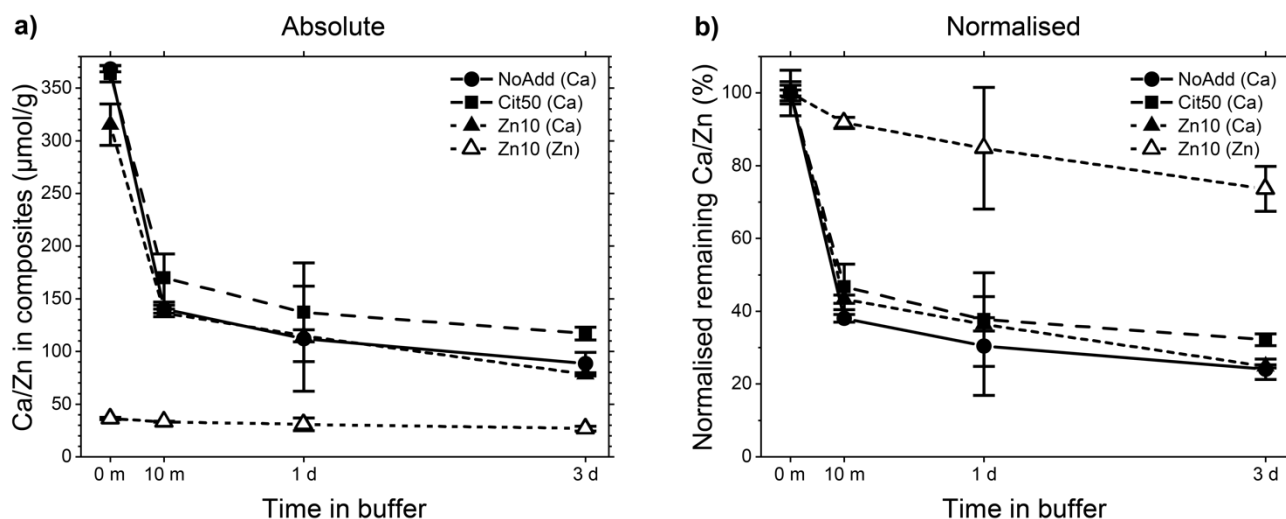 a)
Absolute
Ca/Zn in composites (µmol/g)
350
300
250
200
150
100
50
0
NoAdd (Ca)
Cit50 (Ca)
Zn10 (Ca)
Zn10 (Zn)
0 m
10 m
1 d
3 d
Time in buffer
b)
Normalised
Normalised remaining Ca/Zn (%)
100
80
60
40
20
0
NoAdd (Ca)
Cit50 (Ca)
Zn10 (Ca)
Zn10 (Zn)
0 m
10 m
1 d
3 d
Time in buffer